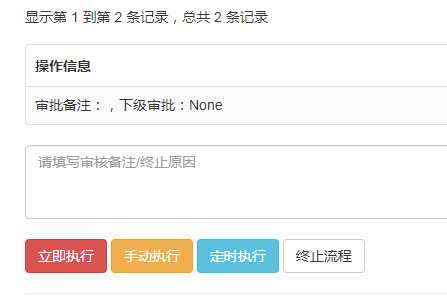 显示第 1 到第 2 条记录，总共 2 条记录
操作信息
审批备注：，下级审批：None
请填写审核备注/终止原因
立即执行 手动执行 定时执行 终止流程